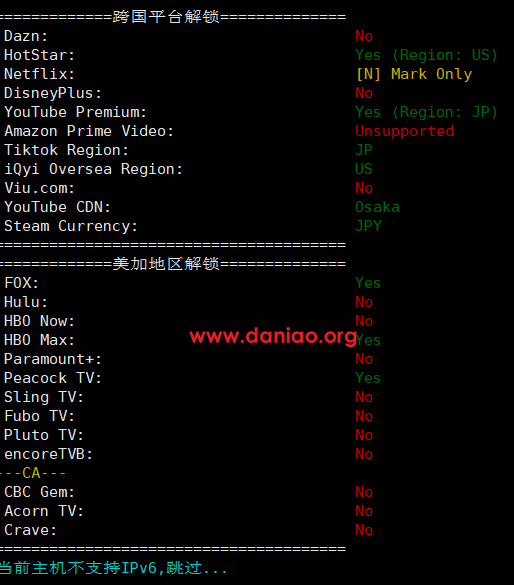 =============跨国平台解锁==============
Dazn: No
HotStar: Yes (Region: US)
Netflix: [N] Mark Only
DisneyPlus: No
YouTube Premium: Yes (Region: JP)
Amazon Prime Video: Unsupported
Tiktok Region: JP
iQyi Oversea Region: US
Viu.com: No
YouTube CDN: Osaka
Steam Currency: JPY
=======================================
=============美加地区解锁==============
FOX: Yes
Hulu: No
HBO Now: No
HBO Max: Yes
www.daniao.org
Paramount+: No
Peacock TV: Yes
Sling TV: No
Fubo TV: No
Pluto TV: No
encoreTVB: No
---CA---
CBC Gem: No
Acorn TV: No
Crave: No
=======================================
当前主机不支持IPv6,跳过...